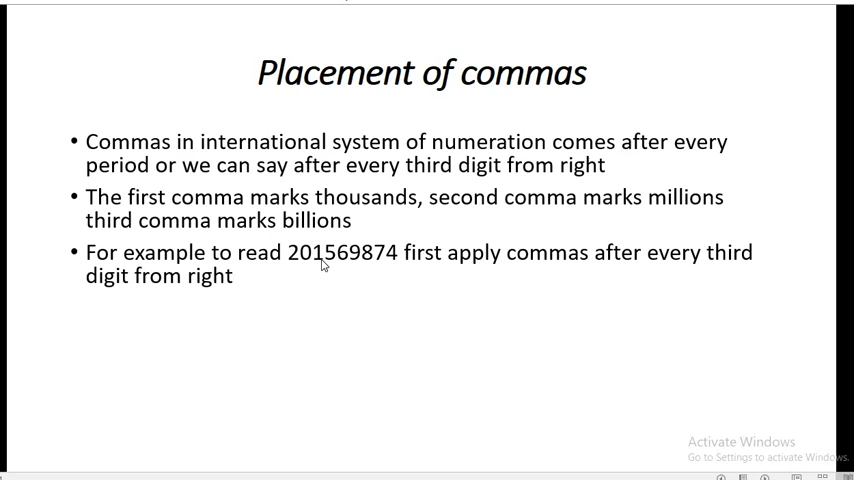 Placement of commas
• Commas in international system of numeration comes after every
period or we can say after every third digit from right
• The first comma marks thousands, second comma marks millions
third comma marks billions
• For example to read 201569874 first apply commas after every third
digit from right
Activate Windows
Go to Settings to activate Windows.